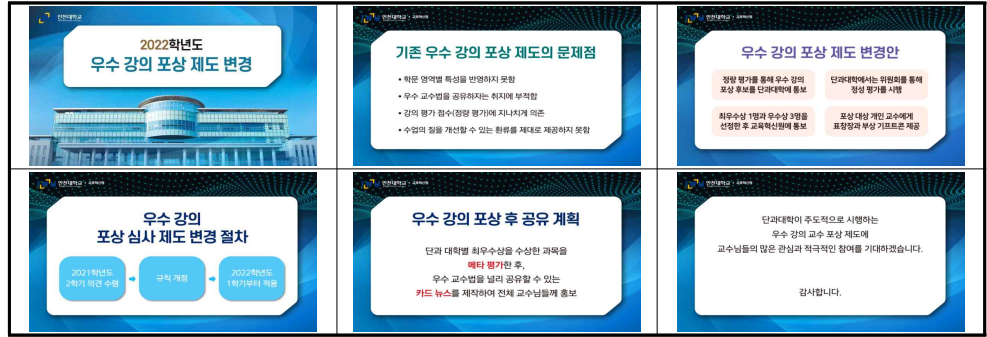 인천대학교
2022학년도
우수 강의 포상 제도 변경
인천대학교 · 교육혁신원
기존 우수 강의 포상 제도의 문제점
• 학문 영역별 특성을 반영하지 못함
• 우수 교수법을 공유하자는 취지에 부적합
• 강의 평가 점수(정량 평가)에 지나치게 의존
• 수업의 질을 개선할 수 있는 환류를 제대로 제공하지 못함
인천대학교 · 교육혁신원
우수 강의 포상 제도 변경안
정량 평가를 통해 우수 강의
포상 후보를 단과대학에 통보
단과대학에서는 위원회를 통해
정성 평가를 시행
최우수상 1명과 우수상 3명을
선정한 후 교육혁신원에 통보
포상 대상 개인 교수에게
표창장과 부상 기프트콘 제공
인천대학교 · 교육혁신원
우수 강의
포상 심사 제도 변경 절차
2021학년도
2학기 의견 수렴
규칙 개정
2022학년도
1학기부터 적용
인천대학교 · 교육혁신원
우수 강의 포상 후 공유 계획
단과 대학별 최우수상을 수상한 과목을
메타 평가한 후,
우수 교수법을 널리 공유할 수 있는
카드 뉴스를 제작하여 전체 교수님들께 홍보
인천대학교 · 교육혁신원
단과대학이 주도적으로 시행하는
우수 강의 교수 포상 제도에
교수님들의 많은 관심과 적극적인 참여를 기대하겠습니다.
감사합니다.